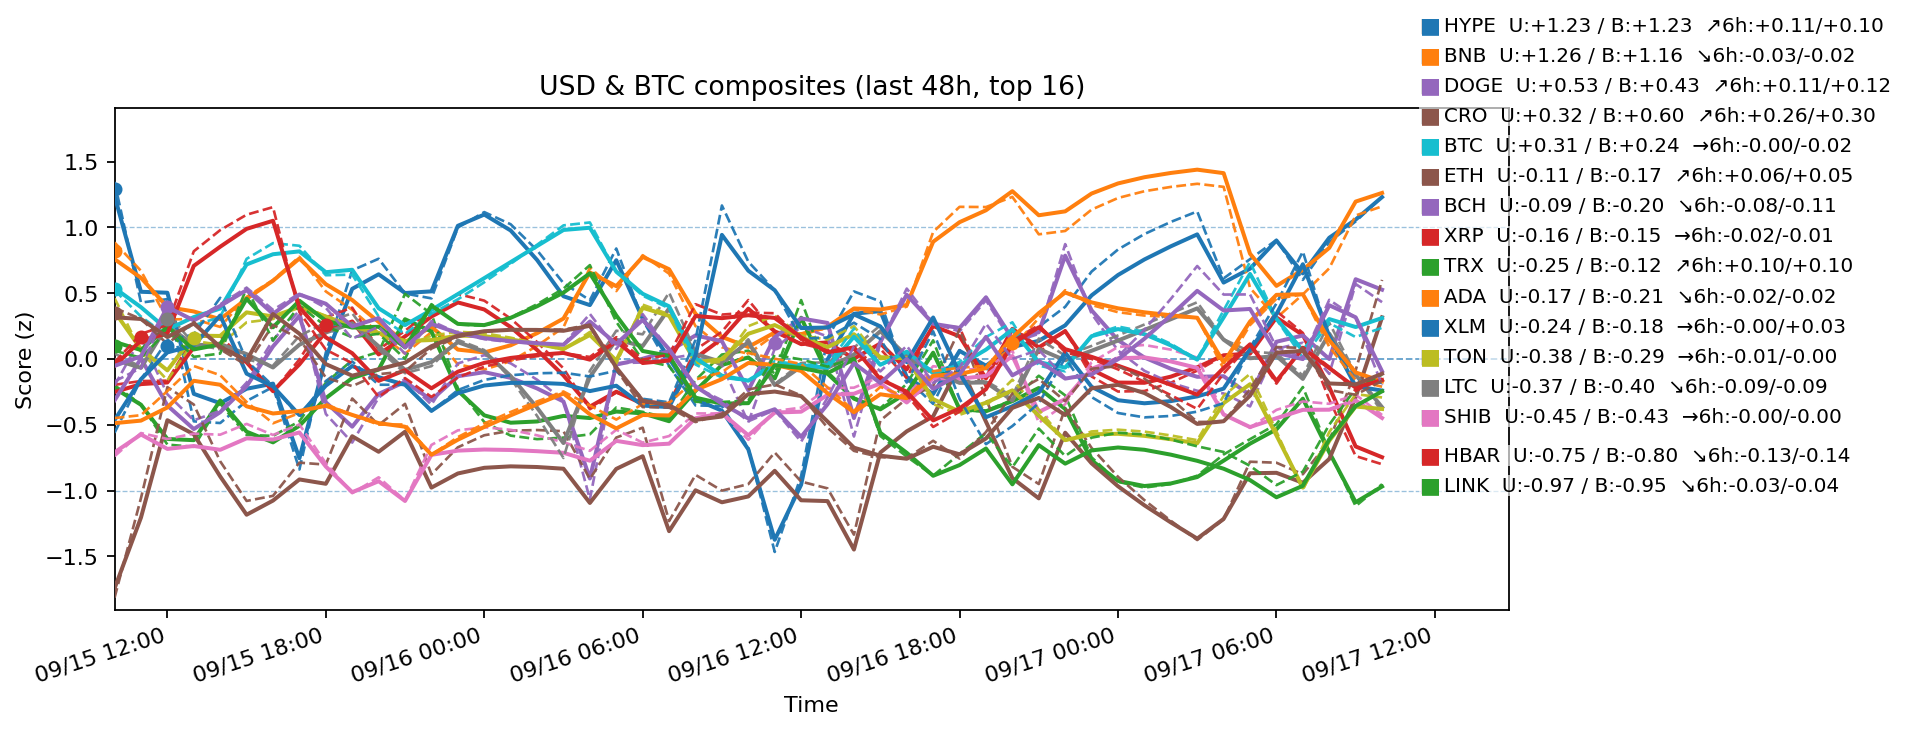 HYPE  U:+1.23 / B:+1.23  ↗6h:+0.11/+0.10
BNB  U:+1.26 / B:+1.16  ↘6h:-0.03/-0.02
DOGE  U:+0.53 / B:+0.43  ↗6h:+0.11/+0.12
CRO  U:+0.32 / B:+0.60  ↗6h:+0.26/+0.30
BTC  U:+0.31 / B:+0.24  →6h:-0.00/-0.02
ETH  U:-0.11 / B:-0.17  ↗6h:+0.06/+0.05
BCH  U:-0.09 / B:-0.20  ↘6h:-0.08/-0.11
XRP  U:-0.16 / B:-0.15  →6h:-0.02/-0.01
TRX  U:-0.25 / B:-0.12  ↗6h:+0.10/+0.10
ADA  U:-0.17 / B:-0.21  ↘6h:-0.02/-0.02
XLM  U:-0.24 / B:-0.18  →6h:-0.00/+0.03
TON  U:-0.38 / B:-0.29  →6h:-0.01/-0.00
LTC  U:-0.37 / B:-0.40  ↘6h:-0.09/-0.09
SHIB  U:-0.45 / B:-0.43  →6h:-0.00/-0.00
HBAR  U:-0.75 / B:-0.80  ↘6h:-0.13/-0.14
LINK  U:-0.97 / B:-0.95  ↘6h:-0.03/-0.04
USD & BTC composites (last 48h, top 16)
Score (z)
1.5
1.0
0.5
0.0
−0.5
−1.0
−1.5
09/15 12:00
09/15 18:00
09/16 00:00
09/16 06:00
09/16 12:00
09/16 18:00
09/17 00:00
09/17 06:00
09/17 12:00
Time